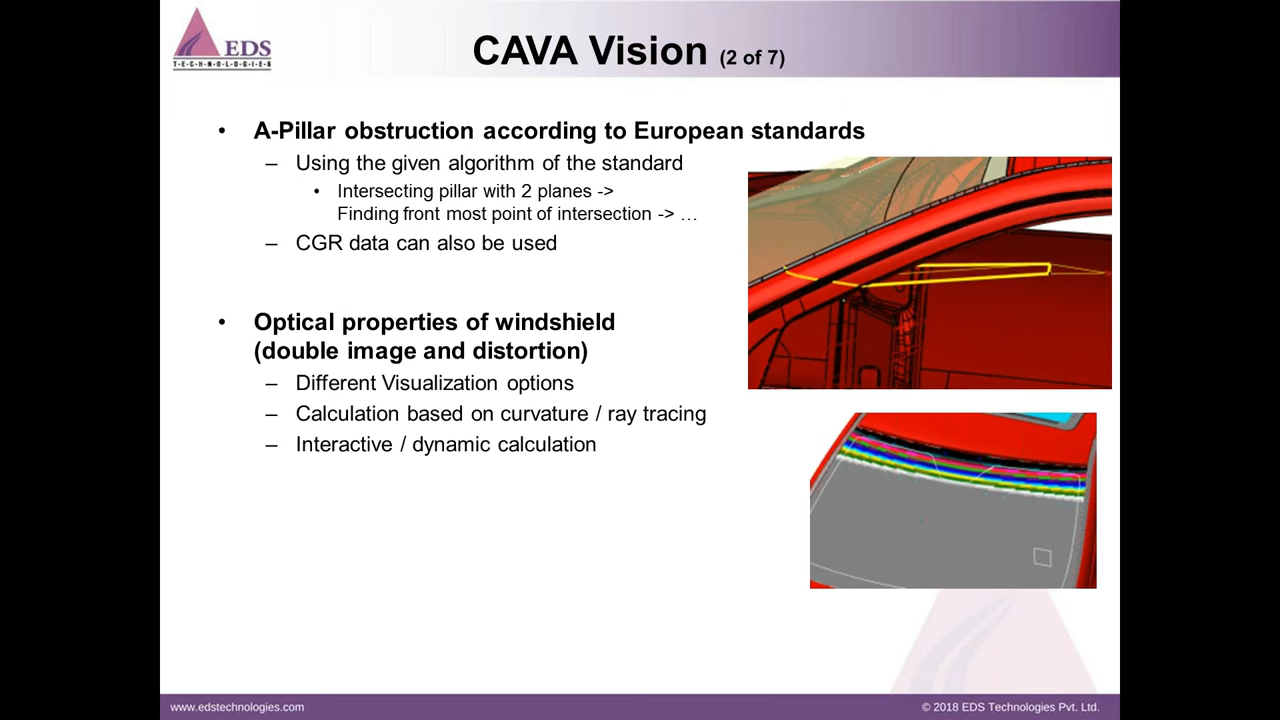 EDS
T·E·C·H·N·O·L·O·G·I·E·S
CAVA Vision (2 of 7)
• A-Pillar obstruction according to European standards
– Using the given algorithm of the standard
• Intersecting pillar with 2 planes ->
Finding front most point of intersection -> …
– CGR data can also be used
• Optical properties of windshield
(double image and distortion)
– Different Visualization options
– Calculation based on curvature / ray tracing
– Interactive / dynamic calculation
www.edstechnologies.com
© 2018 EDS Technologies Pvt. Ltd.